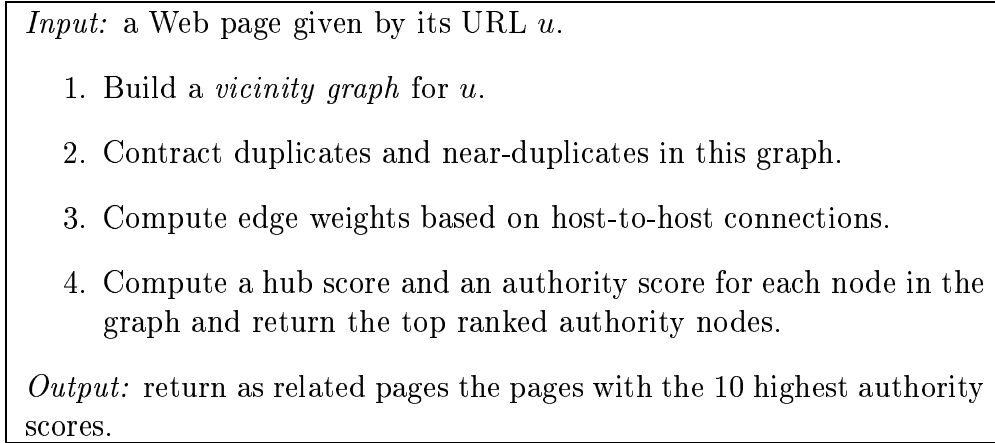 Input: a Web page given by its URL u.
1. Build a vicinity graph for u.
2. Contract duplicates and near-duplicates in this graph.
3. Compute edge weights based on host-to-host connections.
4. Compute a hub score and an authority score for each node in the
graph and return the top ranked authority nodes.
Output: return as related pages the pages with the 10 highest authority
scores.